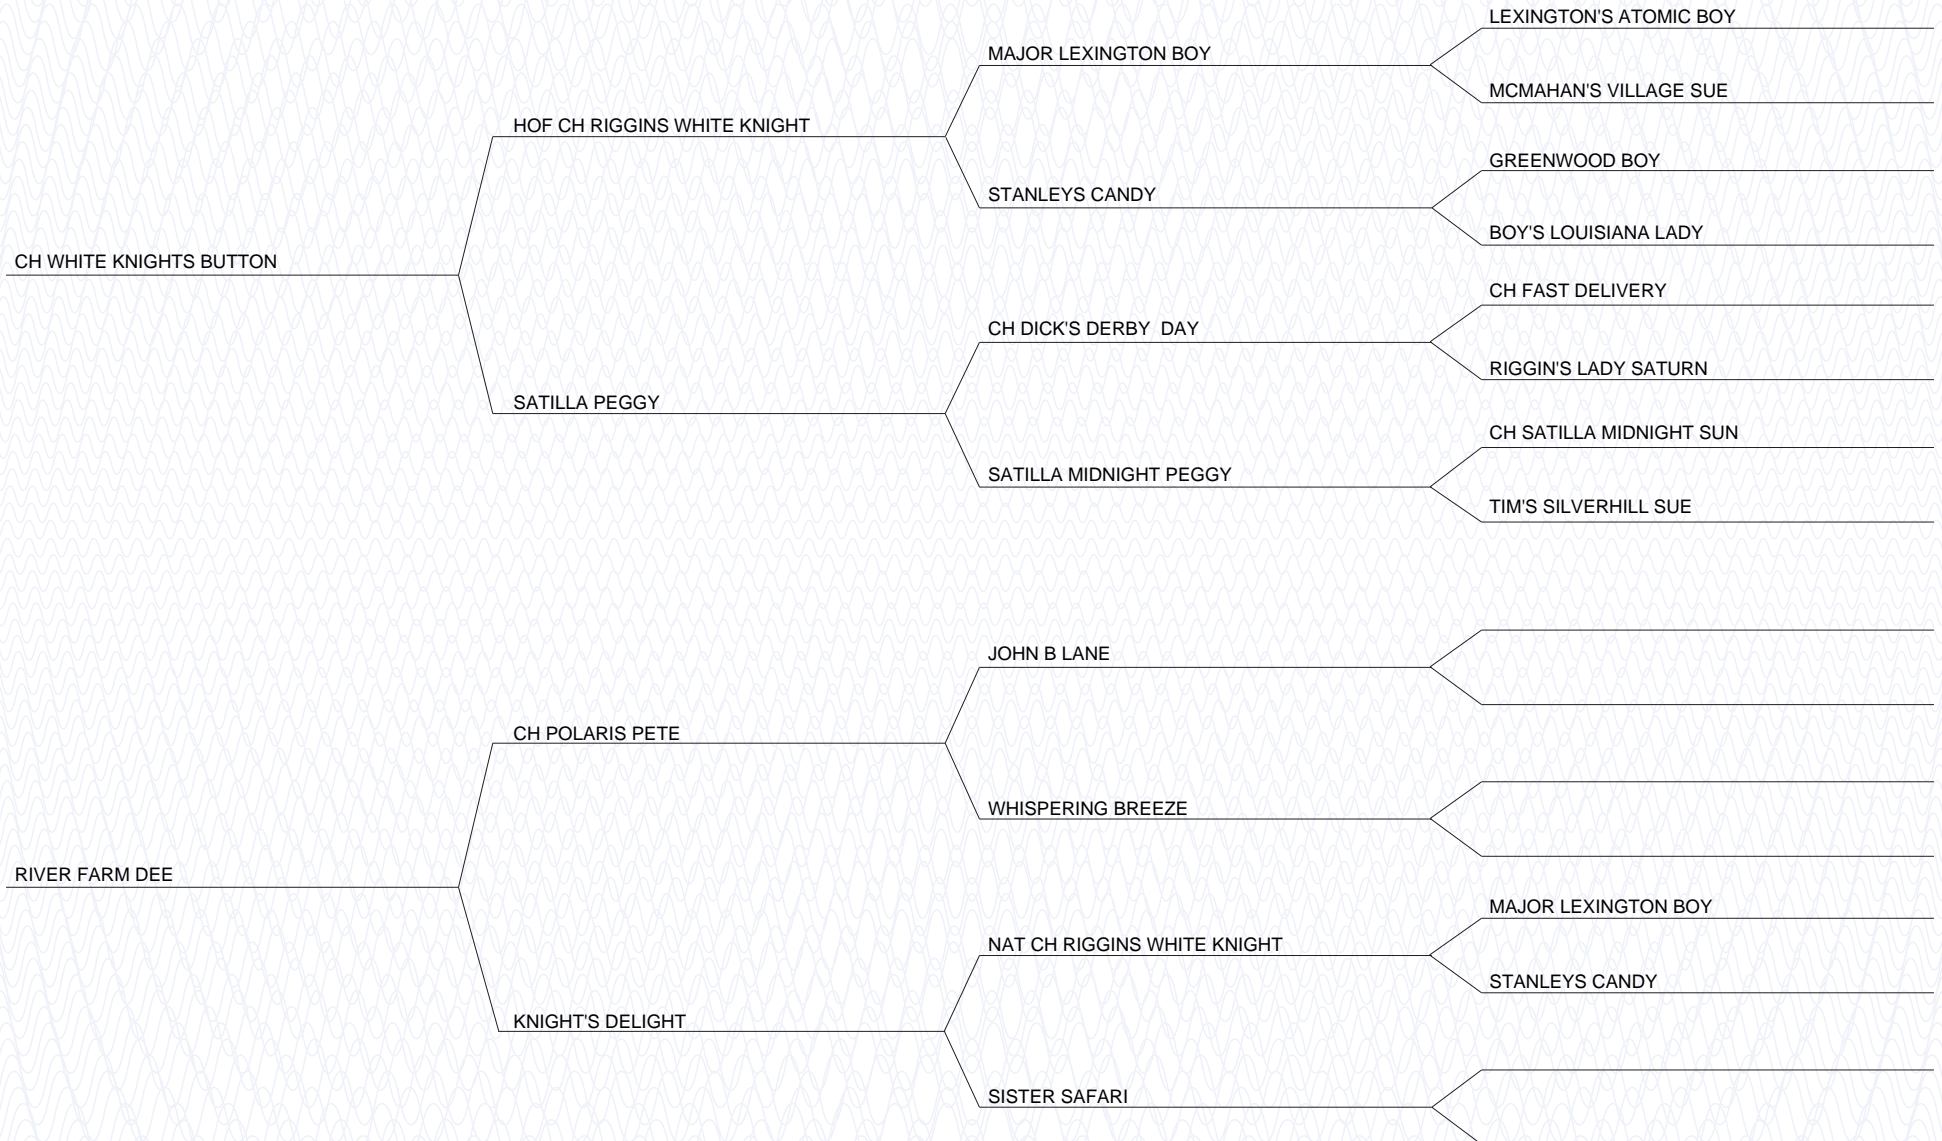 LEXINGTON'S ATOMIC BOY
MAJOR LEXINGTON BOY
MCMAHAN'S VILLAGE SUE
HOF CH RIGGINS WHITE KNIGHT
GREENWOOD BOY
STANLEYS CANDY
BOY'S LOUISIANA LADY
CH WHITE KNIGHTS BUTTON
CH FAST DELIVERY
CH DICK'S DERBY  DAY
RIGGIN'S LADY SATURN
SATILLA PEGGY
CH SATILLA MIDNIGHT SUN
SATILLA MIDNIGHT PEGGY
TIM'S SILVERHILL SUE
JOHN B LANE
CH POLARIS PETE
WHISPERING BREEZE
RIVER FARM DEE
MAJOR LEXINGTON BOY
NAT CH RIGGINS WHITE KNIGHT
STANLEYS CANDY
KNIGHT'S DELIGHT
SISTER SAFARI